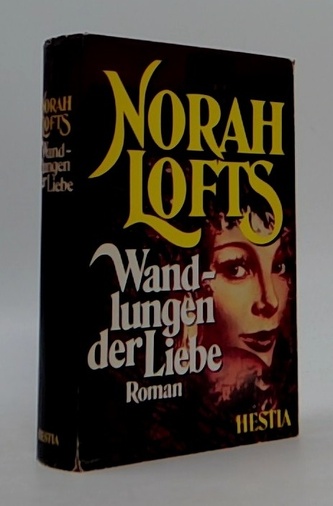 NORAH
LOFTS
Wand-
lungen
der Liebe
Roman
HESTIA
NORAH
LOFTS
Wand-
lungen
der Liebe
HESTIA